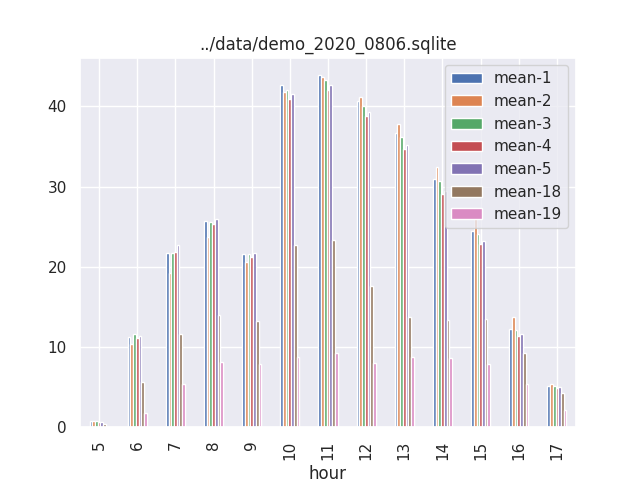 ../data/demo_2020_0806.sqlite
mean-1
mean-2
mean-3
mean-4
mean-5
mean-18
mean-19
40
30
20
10
0
5 6 7 8 9 10 11 12 13 14 15 16 17
hour